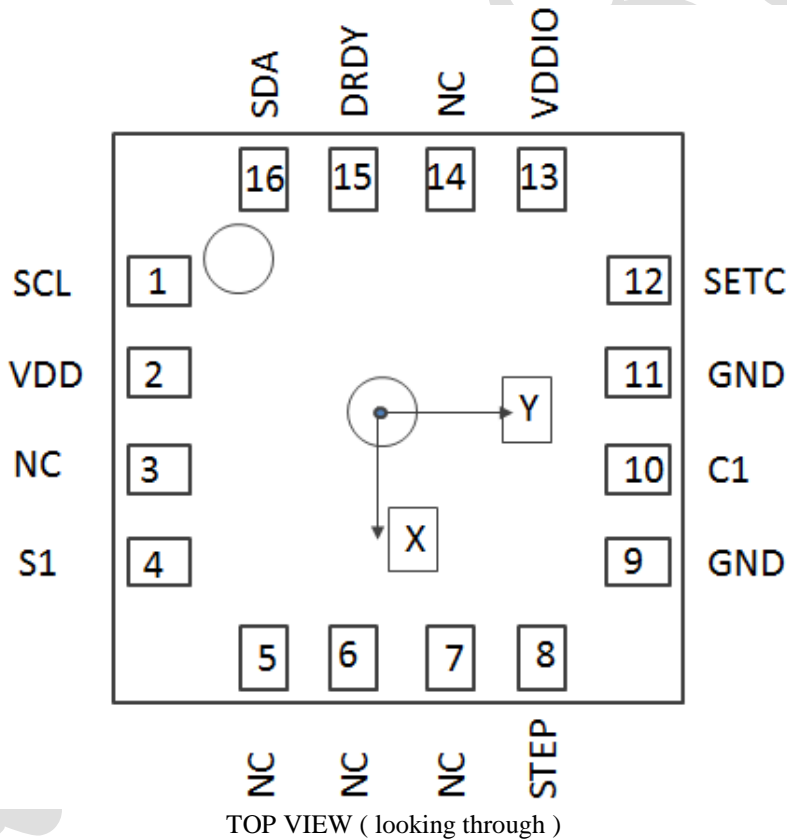 SDA DRDY NC VDDIO
16 15 14 13
SCL 1 12 SETC
VDD 2 11 GND
Y
NC 3 10 C1
X
S1 4 9 GND
5 6 7 8
NC NC NC STEP
TOP VIEW ( looking through )